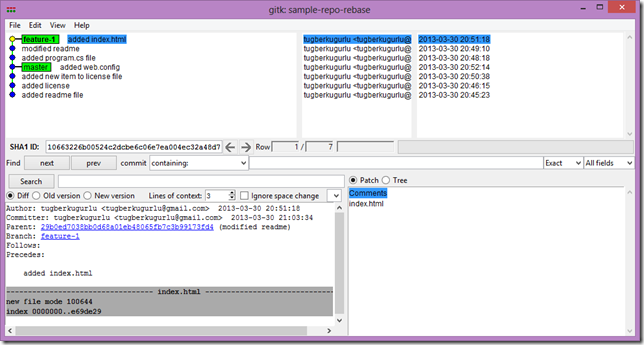 gitk: sample-repo-rebase
File Edit View Help
feature-1 added index.html tugberkugurlu <tugberkugurlu@ 2013-03-30 20:51:18
modified readme tugberkugurlu <tugberkugurlu@ 2013-03-30 20:49:10
added program.cs file tugberkugurlu <tugberkugurlu@ 2013-03-30 20:48:18
master added web.config tugberkugurlu <tugberkugurlu@ 2013-03-30 20:52:14
added new item to license file tugberkugurlu <tugberkugurlu@ 2013-03-30 20:50:38
added license tugberkugurlu <tugberkugurlu@ 2013-03-30 20:46:15
added readme file tugberkugurlu <tugberkugurlu@ 2013-03-30 20:45:23
SHA1 ID: 10663226b00524c2dcbe6c06e7ea004ec32a48d7 Row 1 / 7
Find next prev commit containing: Exact All fields
Search
Diff Old version New version Lines of context: 3 Ignore space change
Patch Tree
Author: tugberkugurlu <tugberkugurlu@gmail.com> 2013-03-30 20:51:18
Committer: tugberkugurlu <tugberkugurlu@gmail.com> 2013-03-30 21:03:34
Parent: 29b0ed7038bb0d68a01eb48065fb7c3b99173fd4 (modified readme)
Branch: feature-1
Follows:
Precedes:
added index.html
---------------------------------- index.html ----------------------------------
new file mode 100644
index 0000000..e69de29
Comments
index.html